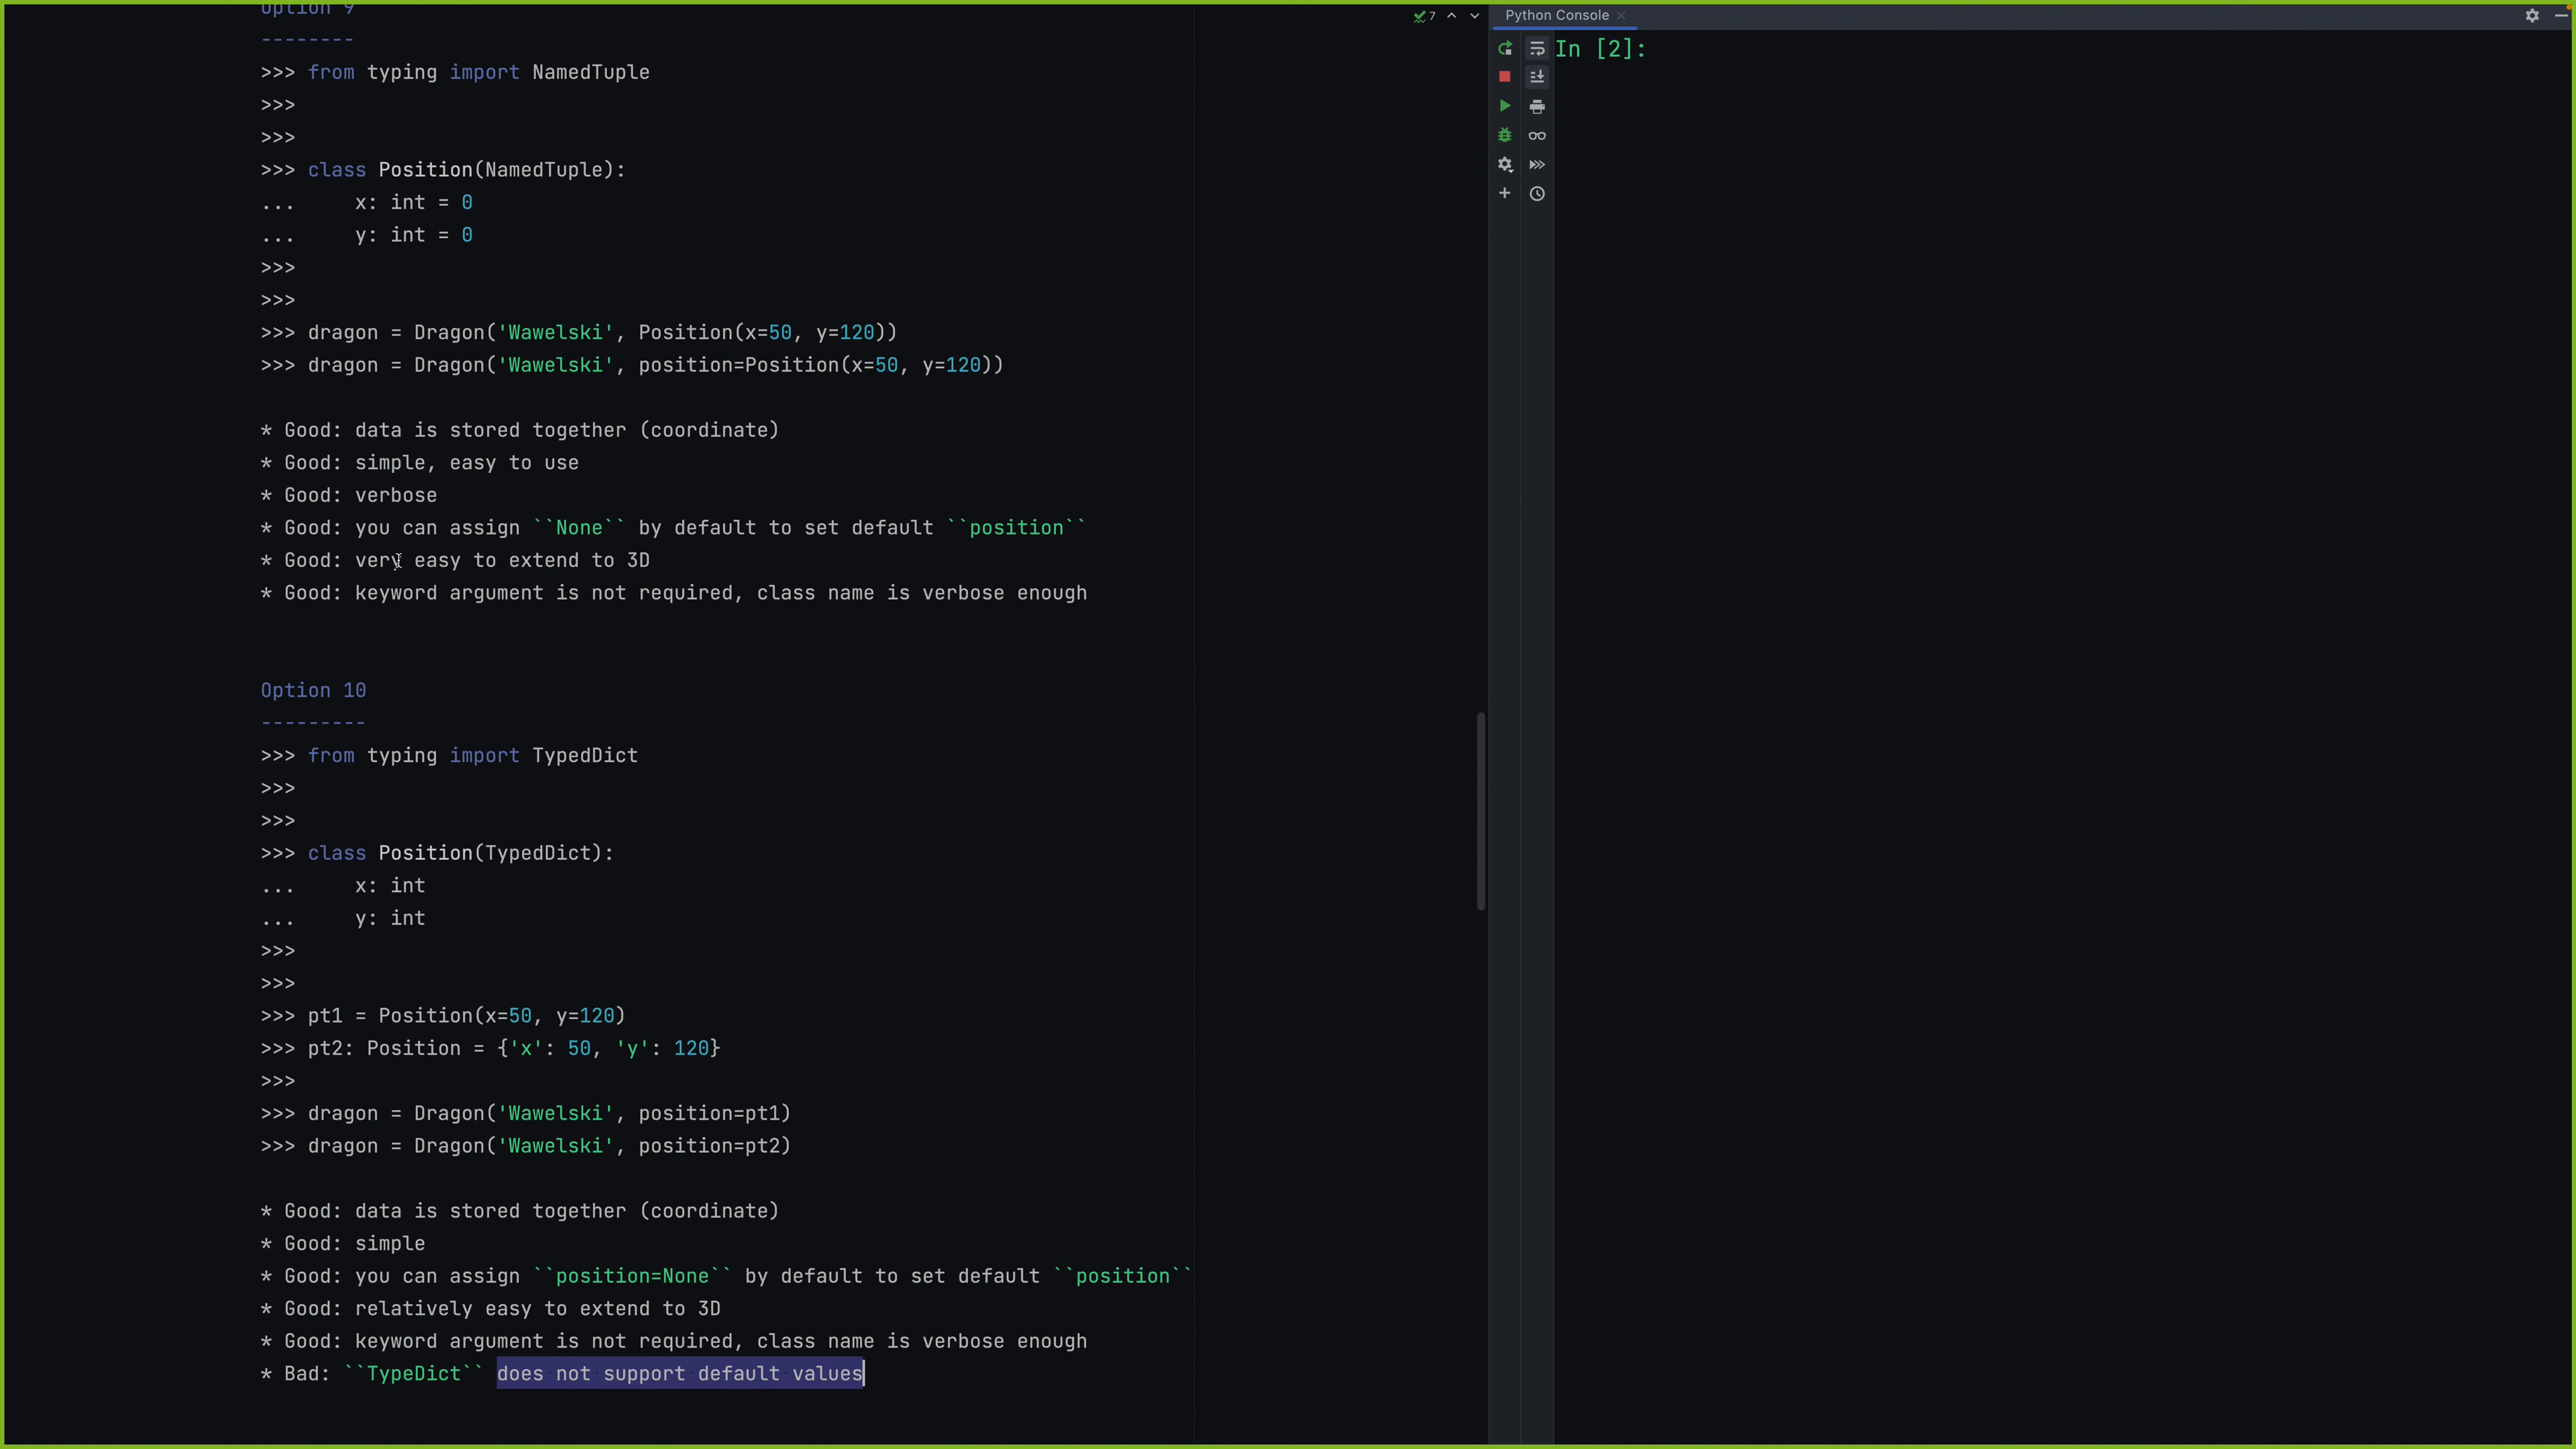 Option 9
--------
>>> from typing import NamedTuple
>>>
>>>
>>> class Position(NamedTuple):
...     x: int = 0
...     y: int = 0
>>>
>>>
>>> dragon = Dragon('Wawelski', Position(x=50, y=120))
>>> dragon = Dragon('Wawelski', position=Position(x=50, y=120))
* Good: data is stored together (coordinate)
* Good: simple, easy to use
* Good: verbose
* Good: you can assign ``None`` by default to set default ``position``
* Good: very easy to extend to 3D
* Good: keyword argument is not required, class name is verbose enough
Option 10
---------
>>> from typing import TypedDict
>>>
>>>
>>> class Position(TypedDict):
...     x: int
...     y: int
>>>
>>>
>>> pt1 = Position(x=50, y=120)
>>> pt2: Position = {'x': 50, 'y': 120}
>>>
>>> dragon = Dragon('Wawelski', position=pt1)
>>> dragon = Dragon('Wawelski', position=pt2)
* Good: data is stored together (coordinate)
* Good: simple
* Good: you can assign ``position=None`` by default to set default ``position``
* Good: relatively easy to extend to 3D
* Good: keyword argument is not required, class name is verbose enough
* Bad: ``TypeDict`` does not support default values
7
Python Console
In [2]: